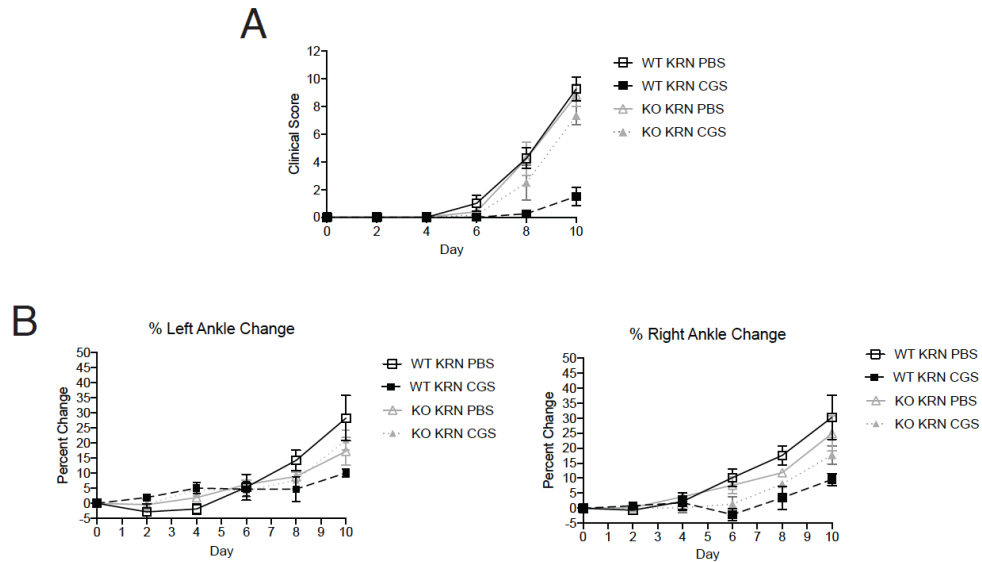 A
12
10
8
6
4
2
0
Clinical Score
0 2 4 6 8 10
Day
WT KRN PBS
WT KRN CGS
KO KRN PBS
KO KRN CGS
B
% Left Ankle Change
50
45
40
35
30
25
20
15
10
5
0
-5
Percent Change
0 1 2 3 4 5 6 7 8 9 10
Day
WT KRN PBS
WT KRN CGS
KO KRN PBS
KO KRN CGS
% Right Ankle Change
50
45
40
35
30
25
20
15
10
5
0
-5
Percent Change
0 1 2 3 4 5 6 7 8 9 10
Day
WT KRN PBS
WT KRN CGS
KO KRN PBS
KO KRN CGS